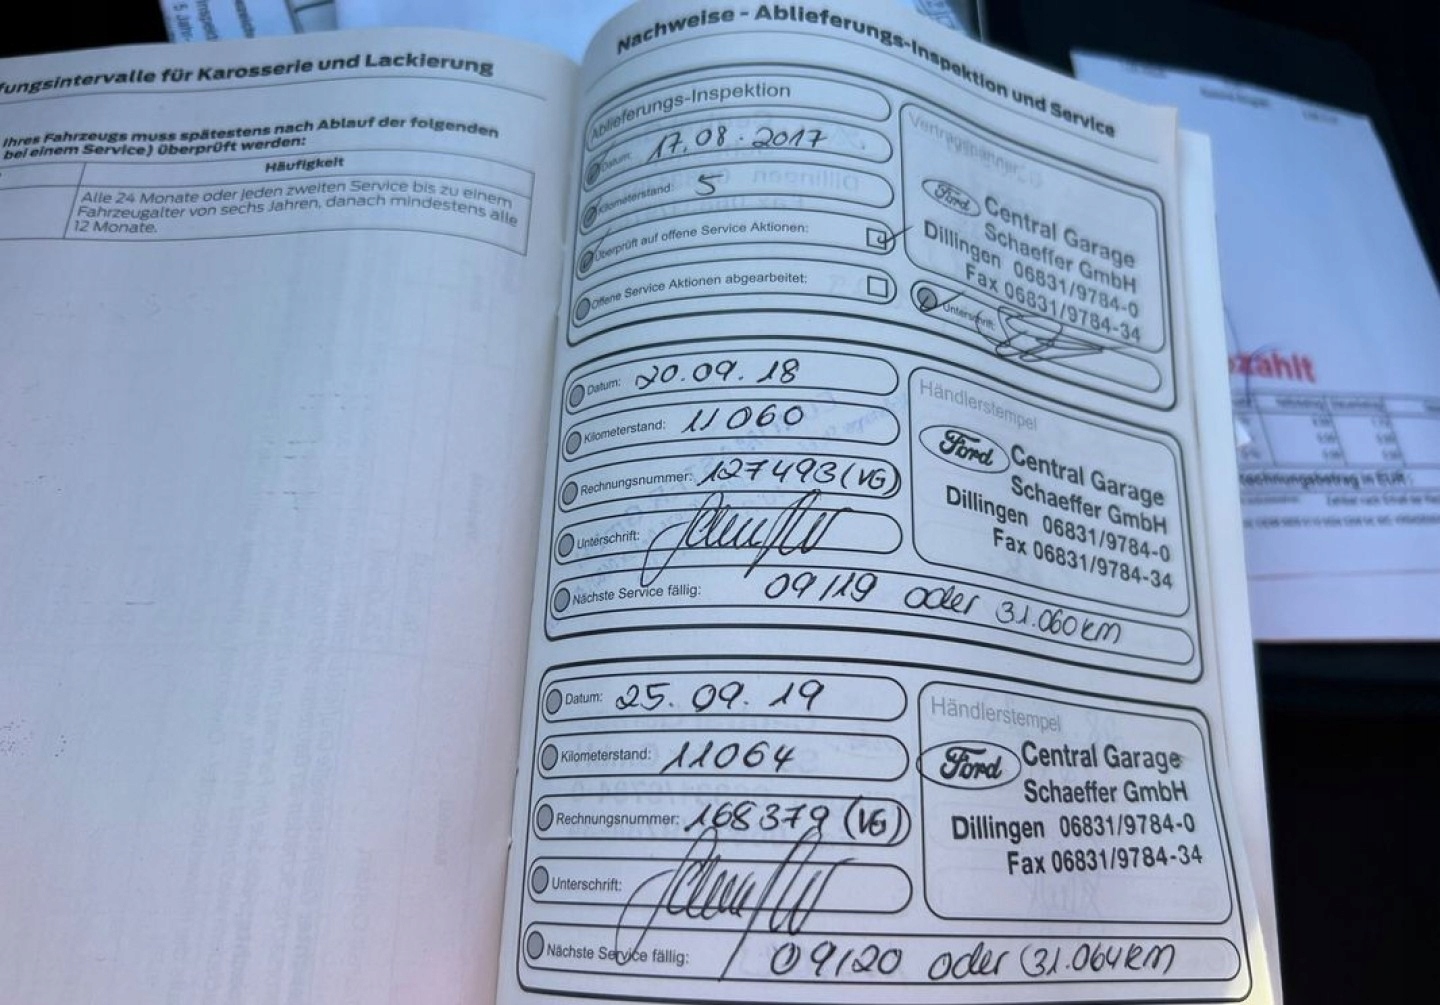 fungsintervalle für Karosserie und Lackierung
Ihres Fahrzeugs muss spätestens nach Ablauf der folgenden
bei einem Service) überprüft werden:
Häufigkeit
Alle 24 Monate oder jeden zweiten Service bis zu einem
Fahrzeugalter von sechs Jahren, danach mindestens alle
12 Monate.
Nachweise - Ablieferungs-Inspektion und Service
Ablieferungs-Inspektion
Datum: 17.08.2017
Kilometerstand: 5
Überprüft auf offene Service Aktionen:
Offene Service Aktionen abgearbeitet:
Ford Central Garage
Schaeffer GmbH
Dillingen 06831/9784-0
Fax 06831/9784-34
Unterschrift:
Datum: 20.09.18
Kilometerstand: 11060
Rechnungsnummer: 127493 (VG)
Unterschrift:
Nächste Service fällig: 09/19 oder 31.060 km
Händlerstempel
Ford Central Garage
Schaeffer GmbH
Dillingen 06831/9784-0
Fax 06831/9784-34
Datum: 25.09.19
Kilometerstand: 11064
Rechnungsnummer: 168379 (VG)
Unterschrift:
Nächste Service fällig: 09/20 oder 31.064 km
Händlerstempel
Ford Central Garage
Schaeffer GmbH
Dillingen 06831/9784-0
Fax 06831/9784-34
zahlt